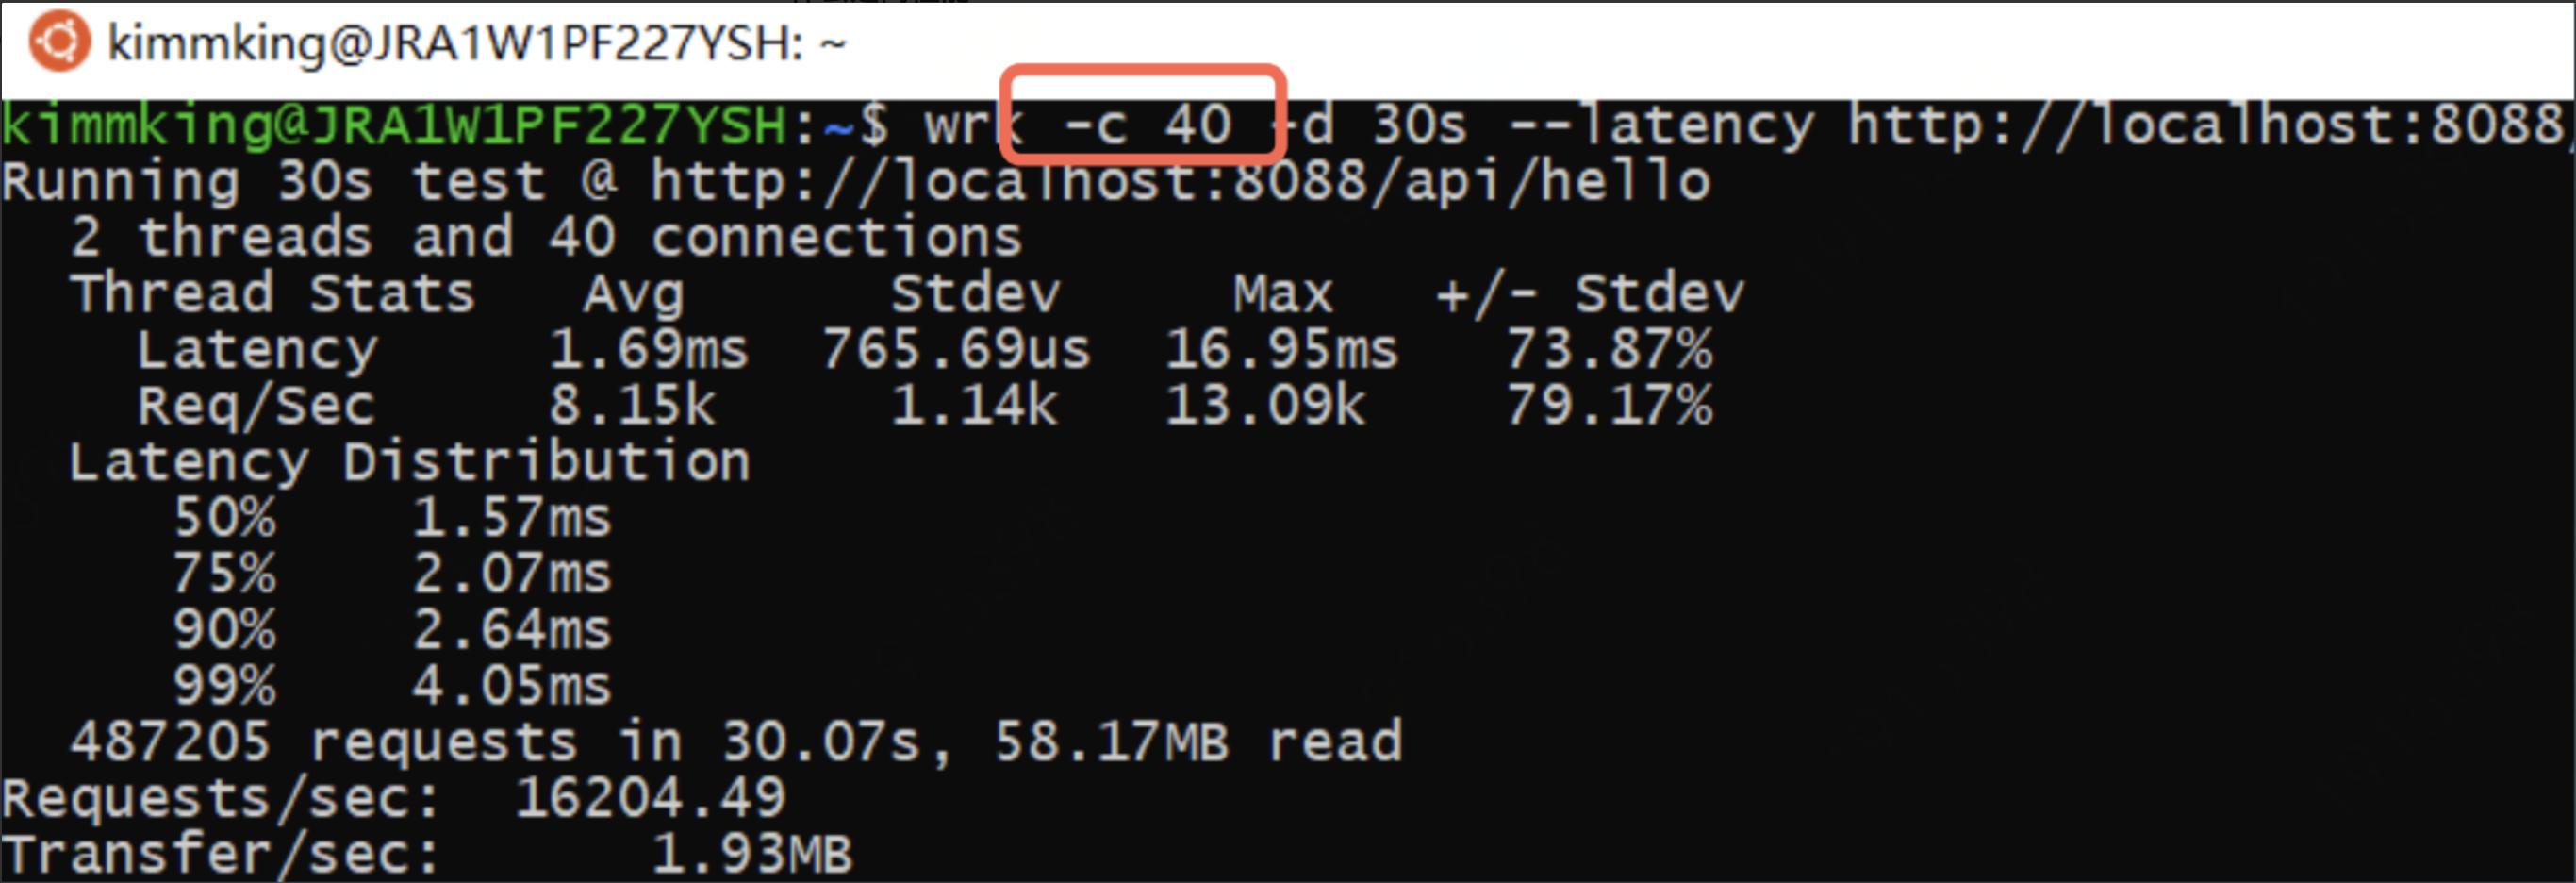 kimmking@JRA1W1PF227YSH: ~
kimmking@JRA1W1PF227YSH:~$ wrk -c 40 -d 30s --latency http://localhost:8088/
Running 30s test @ http://localhost:8088/api/hello
2 threads and 40 connections
Thread Stats Avg Stdev Max +/- Stdev
Latency 1.69ms 765.69us 16.95ms 73.87%
Req/Sec 8.15k 1.14k 13.09k 79.17%
Latency Distribution
50% 1.57ms
75% 2.07ms
90% 2.64ms
99% 4.05ms
487205 requests in 30.07s, 58.17MB read
Requests/sec: 16204.49
Transfer/sec: 1.93MB